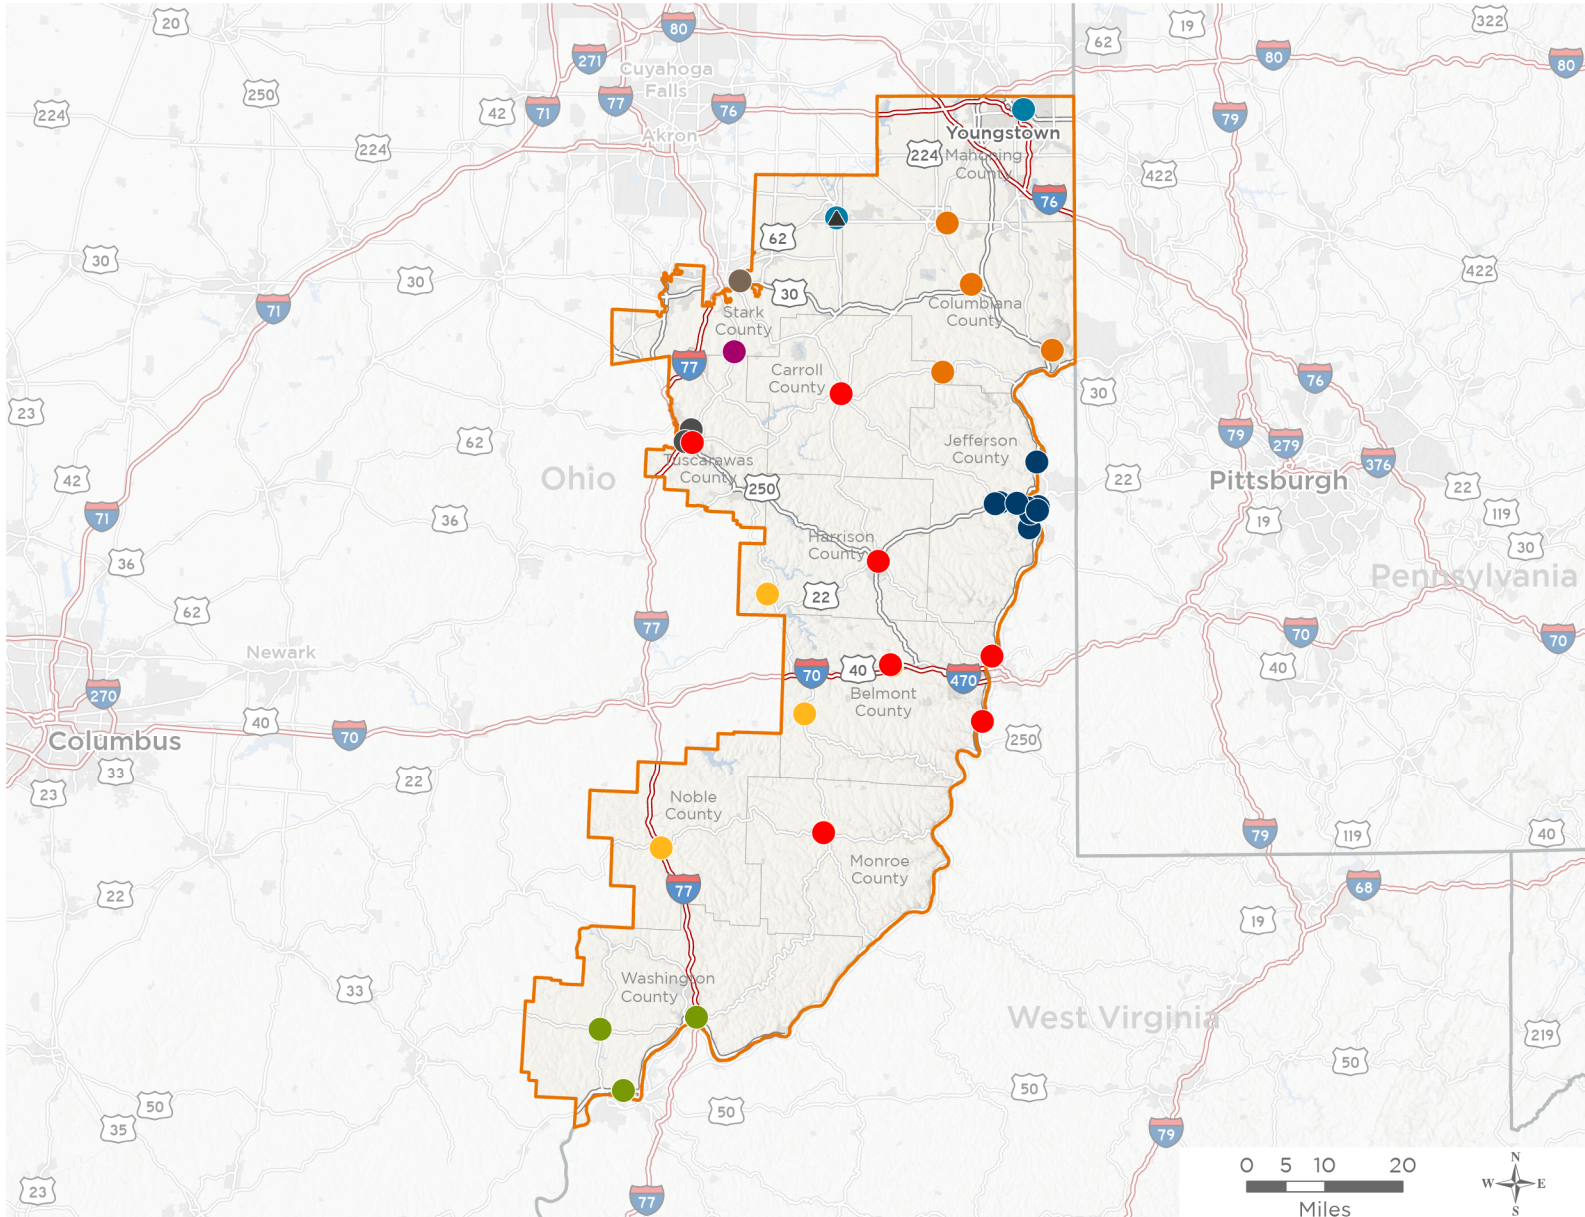 20
80
19
322
62
271
80
80
Cuyahoga
Falls
250
77
76
42
71
224
79
Youngstown
Akron
224
224
Mahoning
County
422
76
62
30
422
30
30
30
71
Columbiana
County
Stark
County
77
Carroll
County
76
30
23
79
279
376
62
Jefferson
County
Tuscarawas
County
Ohio
42
250
22
Pittsburgh
22
71
36
19
119
Harrison
County
30
36
Pennsylvania
22
62
77
70
70
Newark
40
70
40
470
270
Belmont
County
40
70
250
Columbus
33
22
23
Noble
County
79
119
40
Monroe
County
77
68
22
19
Washington
County
33
West Virginia
219
50
50
50
50
35
79
23
77
0 5 10 20
Miles
N
W E
S